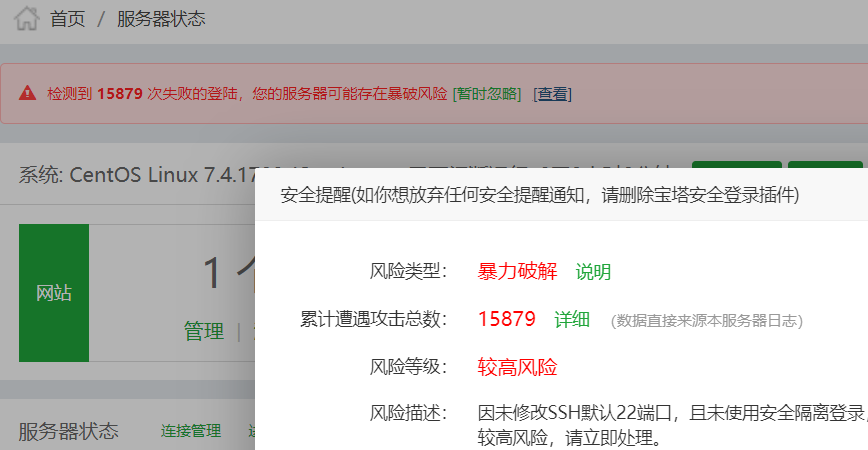 首页 / 服务器状态
检测到 15879 次失败的登陆，您的服务器可能存在暴破风险 [暂时忽略] [查看]
系统: CentOS Linux 7.4.17
安全提醒(如你想放弃任何安全提醒通知，请删除宝塔安全登录插件)
网站
1 个
管理 |
风险类型： 暴力破解 说明
累计遭遇攻击总数： 15879 详细 (数据直接来源本服务器日志)
风险等级： 较高风险
风险描述： 因未修改SSH默认22端口，且未使用安全隔离登录，
较高风险，请立即处理。
服务器状态 连接管理